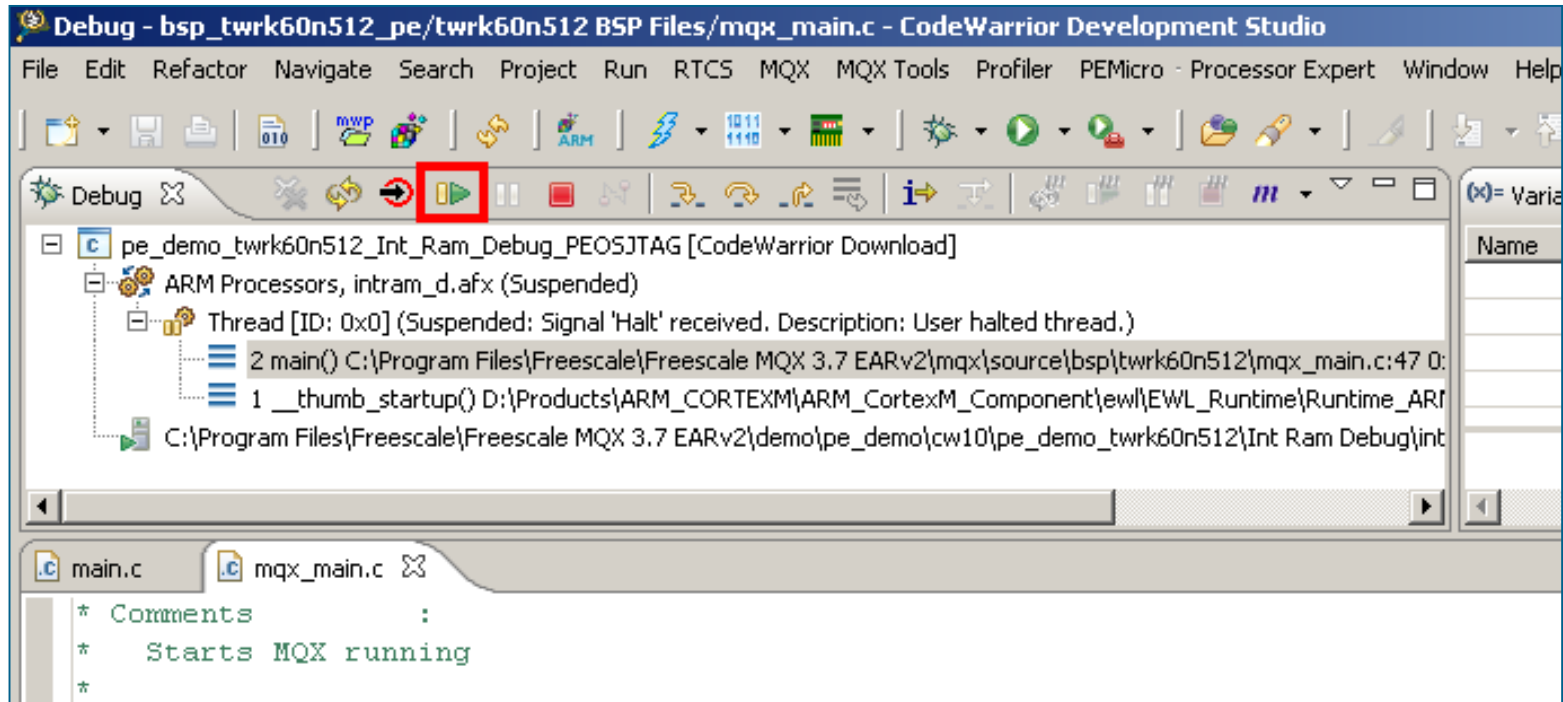 Debug - bsp_twrk60n512_pe/twrk60n512 BSP Files/mqx_main.c - CodeWarrior Development Studio
File Edit Refactor Navigate Search Project Run RTCS MQX MQX Tools Profiler PEMicro - Processor Expert Window Help
010 mwp ARM 1011 1110
Debug i m (x)= Varia
pe_demo_twrk60n512_Int_Ram_Debug_PEOSJTAG [CodeWarrior Download] Name
ARM Processors, intram_d.afx (Suspended)
Thread [ID: 0x0] (Suspended: Signal 'Halt' received. Description: User halted thread.)
2 main() C:\Program Files\Freescale\Freescale MQX 3.7 EARv2\mqx\source\bsp\twrk60n512\mqx_main.c:47 0:
1 __thumb_startup() D:\Products\ARM_CORTEXM\ARM_CortexM_Component\ewl\EWL_Runtime\Runtime_ARM
C:\Program Files\Freescale\Freescale MQX 3.7 EARv2\demo\pe_demo\cw10\pe_demo_twrk60n512\Int Ram Debug\int
.c main.c .c mqx_main.c
* Comments :
* Starts MQX running
*